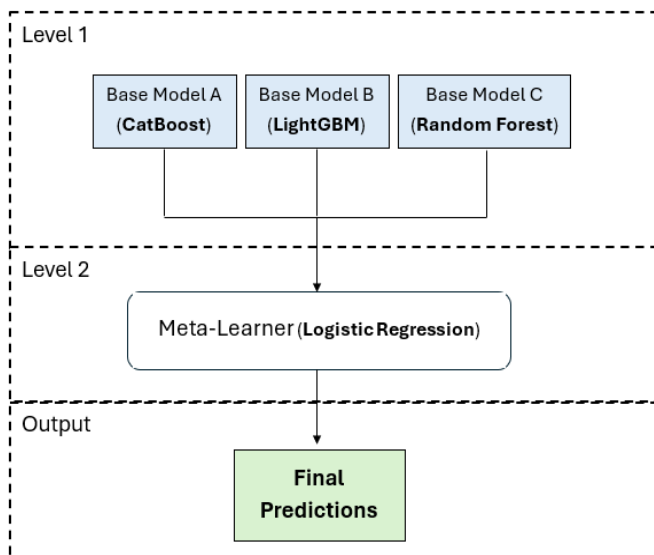 Level 1
Base Model A
(CatBoost)
Base Model B
(LightGBM)
Base Model C
(Random Forest)
Level 2
Meta-Learner (Logistic Regression)
Output
Final
Predictions